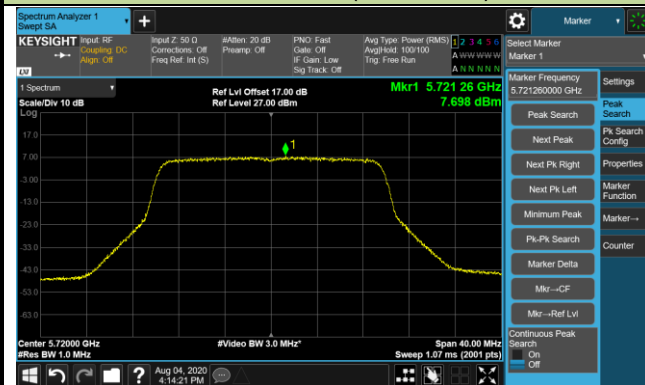 Spectrum Analyzer 1
Swept SA
+
Marker
KEYSIGHT
Input: RF
Coupling: DC
Align: Off
Input Z: 50 Ω
Corrections: Off
Freq Ref: Int (S)
#Atten: 20 dB
Preamp: Off
PNO: Fast
Gate: Off
IF Gain: Low
Sig Track: Off
Avg Type: Power (RMS)
Avg|Hold: 100/100
Trig: Free Run
1 2 3 4 5 6
A W W W W W
A N N N N N
LXI
Select Marker
Marker 1
1 Spectrum
Scale/Div 10 dB
Log
Ref Lvl Offset 17.00 dB
Ref Level 27.00 dBm
Mkr1 5.721 26 GHz
7.698 dBm
17.0
7.00
-3.00
-13.0
-23.0
-33.0
-43.0
-53.0
-63.0
1
Center 5.72000 GHz
#Res BW 1.0 MHz
#Video BW 3.0 MHz*
Span 40.00 MHz
Sweep 1.07 ms (2001 pts)
Marker Frequency
5.721260000 GHz
Peak Search
Next Peak
Next Pk Right
Next Pk Left
Minimum Peak
Pk-Pk Search
Marker Delta
Mkr→CF
Mkr→Ref Lvl
Continuous Peak
Search
On
Off
Settings
Peak
Search
Pk Search
Config
Properties
Marker
Function
Marker→
Counter
?
Aug 04, 2020
4:14:21 PM